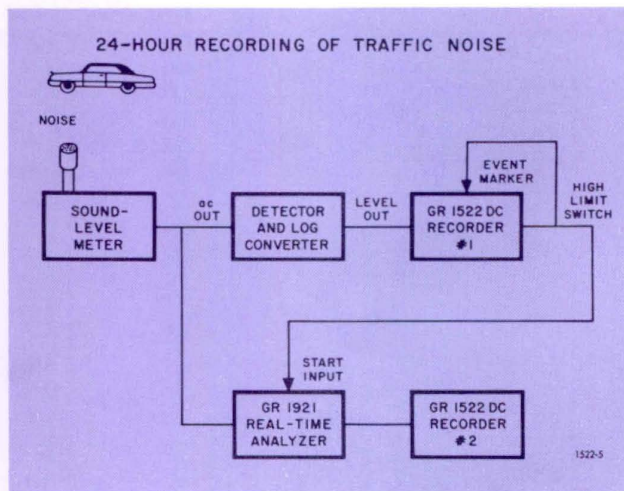 24-HOUR RECORDING OF TRAFFIC NOISE
NOISE
SOUND-
LEVEL
METER
ac
OUT
DETECTOR
AND LOG
CONVERTER
LEVEL
OUT
EVENT
MARKER
GR 1522 DC
RECORDER
#1
HIGH
LIMIT
SWITCH
START
INPUT
GR 1921
REAL-TIME
ANALYZER
GR 1522 DC
RECORDER
#2
1522-5